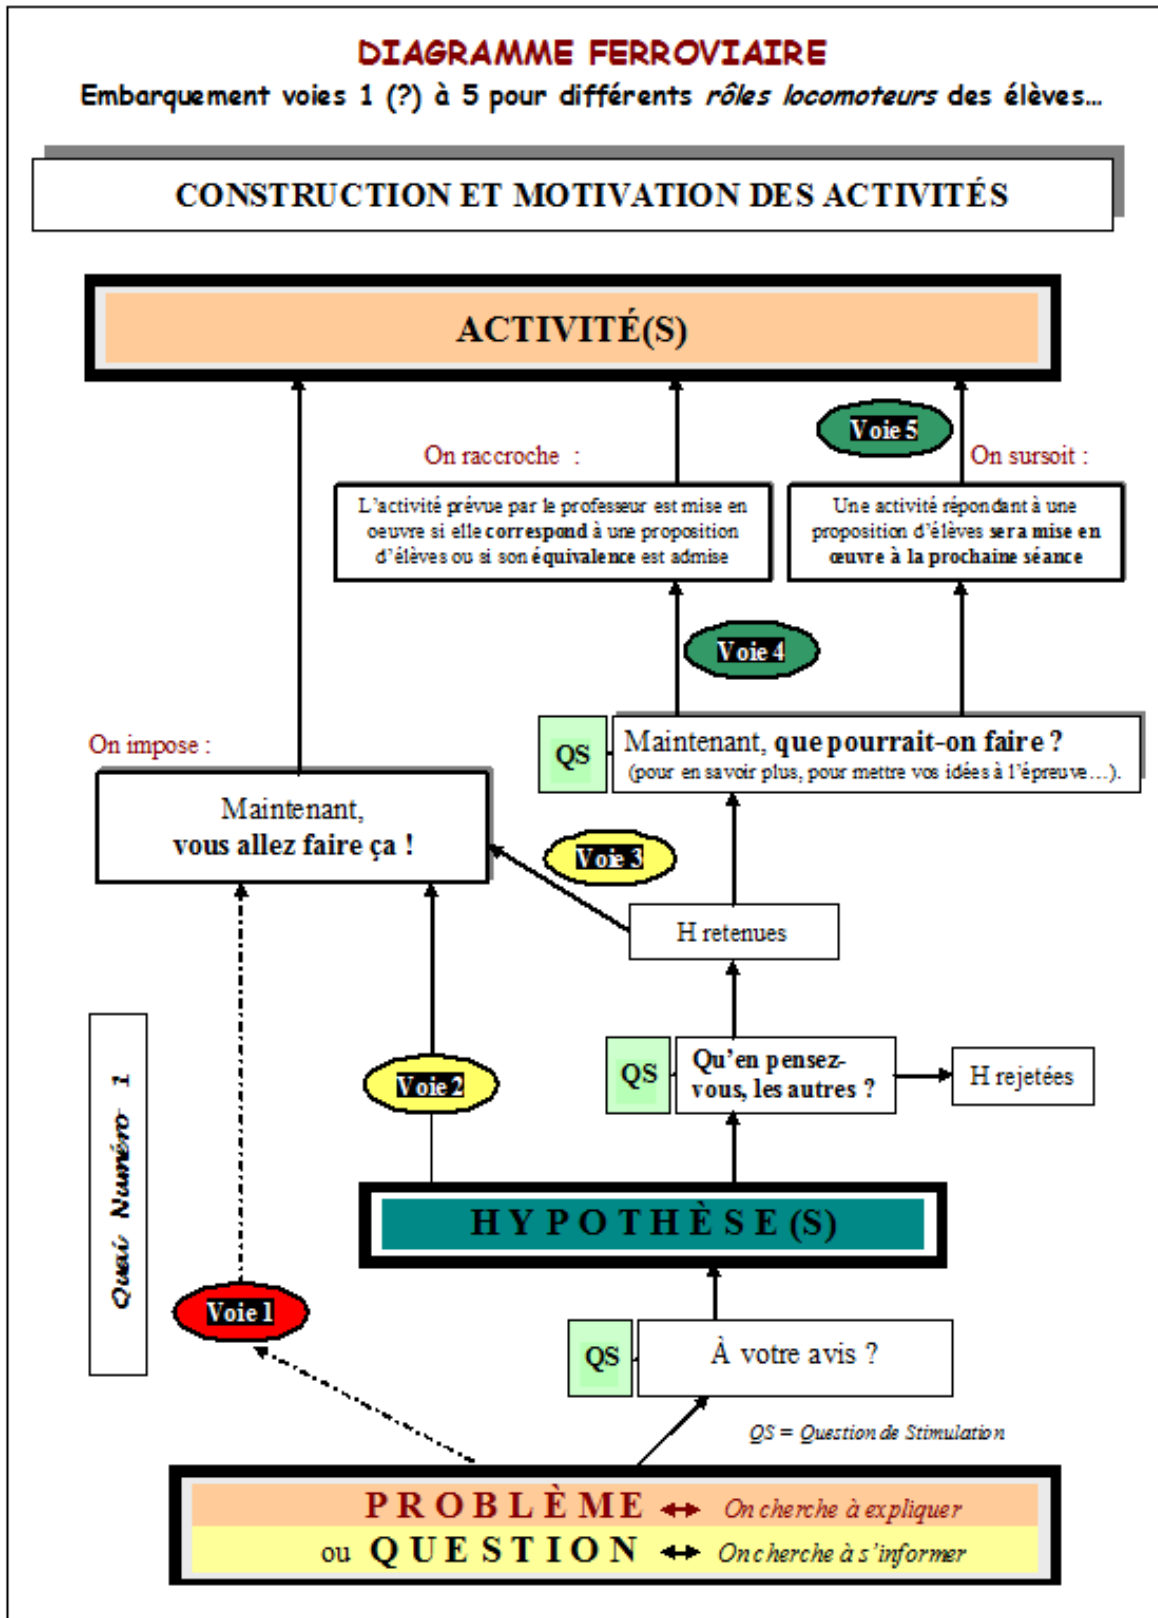 DIAGRAMME FERROVIAIRE
Embarquement voies 1 (?) à 5 pour différents rôles locomoteurs des élèves...
CONSTRUCTION ET MOTIVATION DES ACTIVITÉS
ACTIVITÉ(S)
Voie 5
On raccroche :
On sursoit :
L'activité prévue par le professeur est mise en
oeuvre si elle correspond à une proposition
d'élèves ou si son équivalence est admise
Une activité répondant à une
proposition d'élèves sera mise en
œuvre à la prochaine séance
Voie 4
On impose :
QS
Maintenant, que pourrait-on faire ?
(pour en savoir plus, pour mettre vos idées à l'épreuve...).
Maintenant,
vous allez faire ça !
Voie 3
H retenues
Quai Numéro 1
QS
Qu'en pensez-
vous, les autres ?
H rejetées
Voie 2
HYPOTHÈSE(S)
Voie 1
QS
À votre avis ?
QS = Question de Stimulation
PROBLÈME ↔ On cherche à expliquer
ou QUESTION ↔ On cherche à s'informer